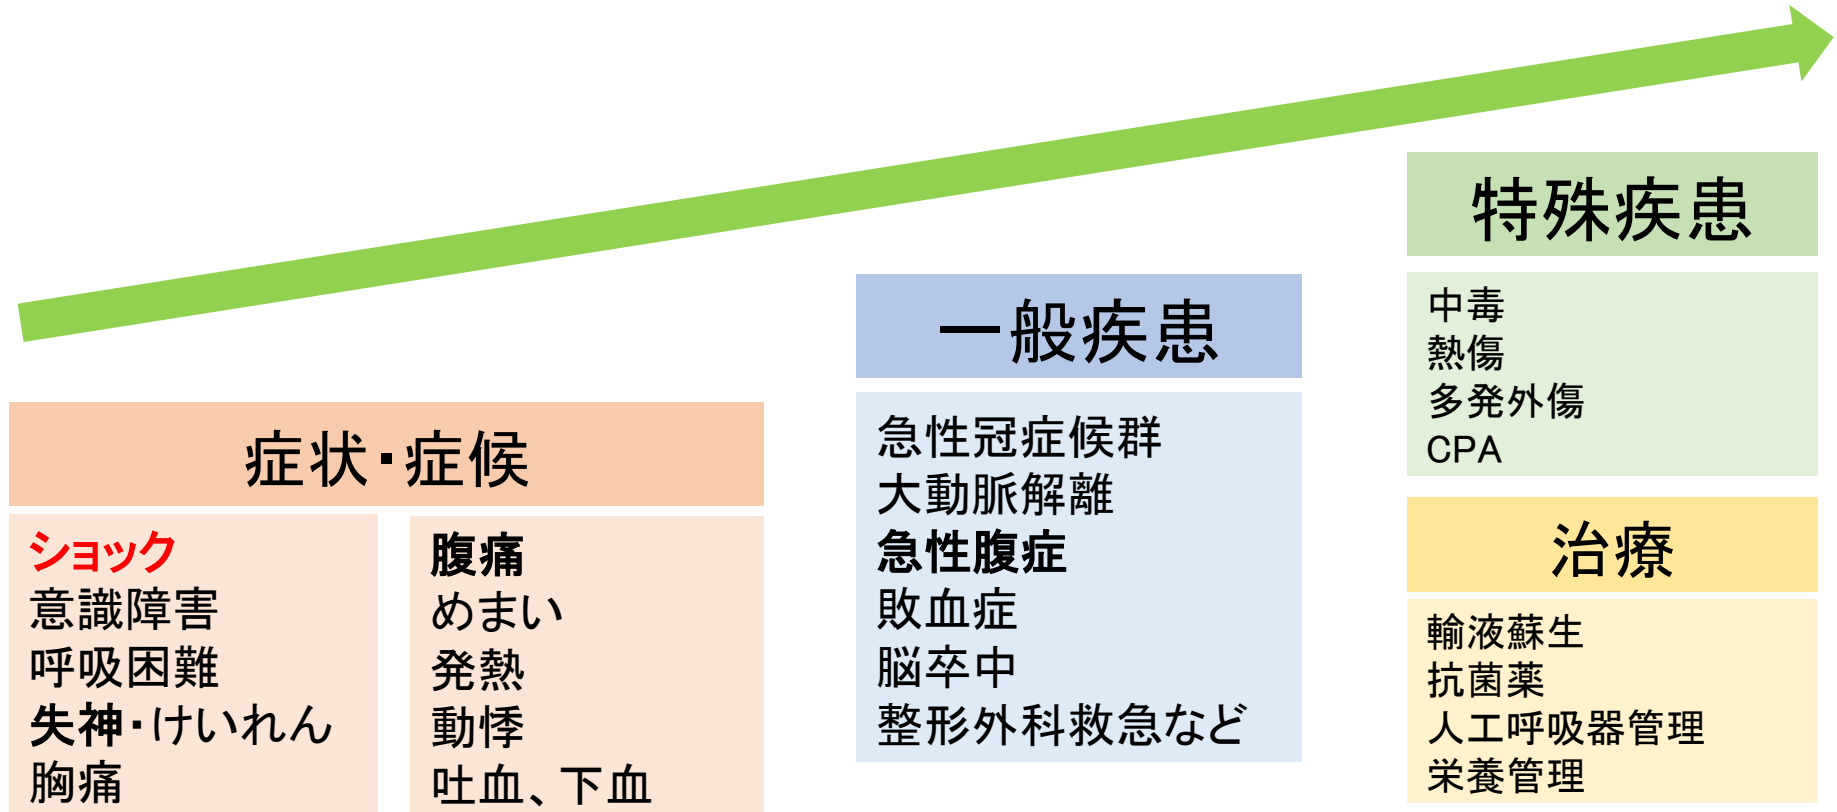 症状・症候
ショック
意識障害
呼吸困難
失神・けいれん
胸痛
腹痛
めまい
発熱
動悸
吐血、下血
一般疾患
急性冠症候群
大動脈解離
急性腹症
敗血症
脳卒中
整形外科救急など
特殊疾患
中毒
熱傷
多発外傷
CPA
治療
輸液蘇生
抗菌薬
人工呼吸器管理
栄養管理